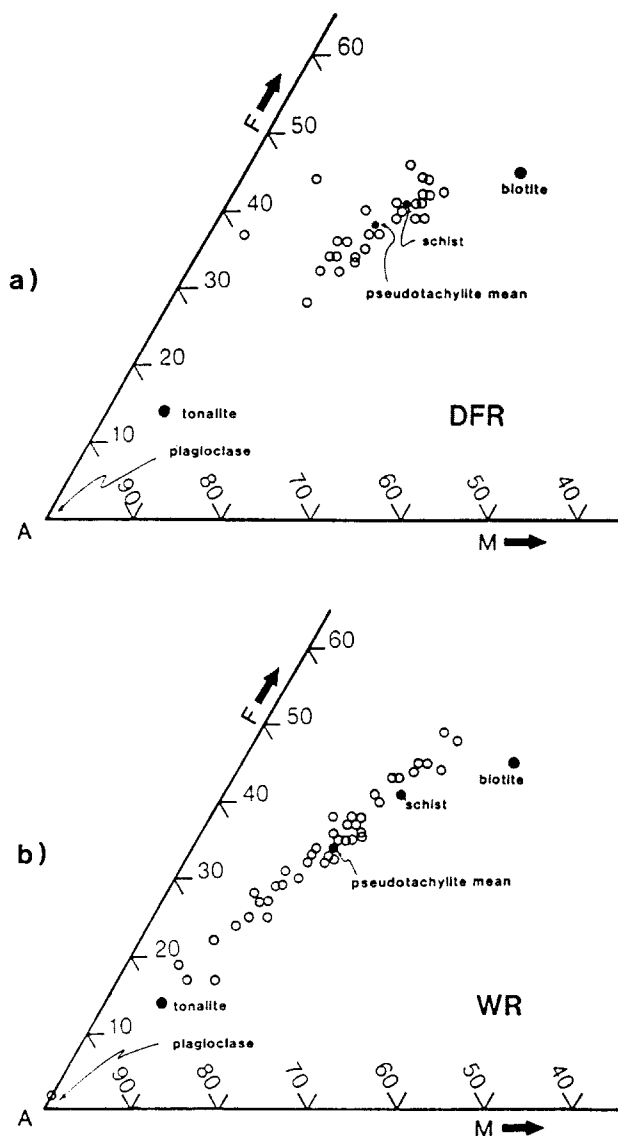 60
F
50
40
biotite
schist
a)
30
pseudotachylite mean
20
tonalite
DFR
10
plagioclase
90 80 70 60 50 40
A
M
60
F
50
biotite
40
schist
b)
30
pseudotachylite mean
20
tonalite
WR
10
plagioclase
90 80 70 60 50 40
A
M